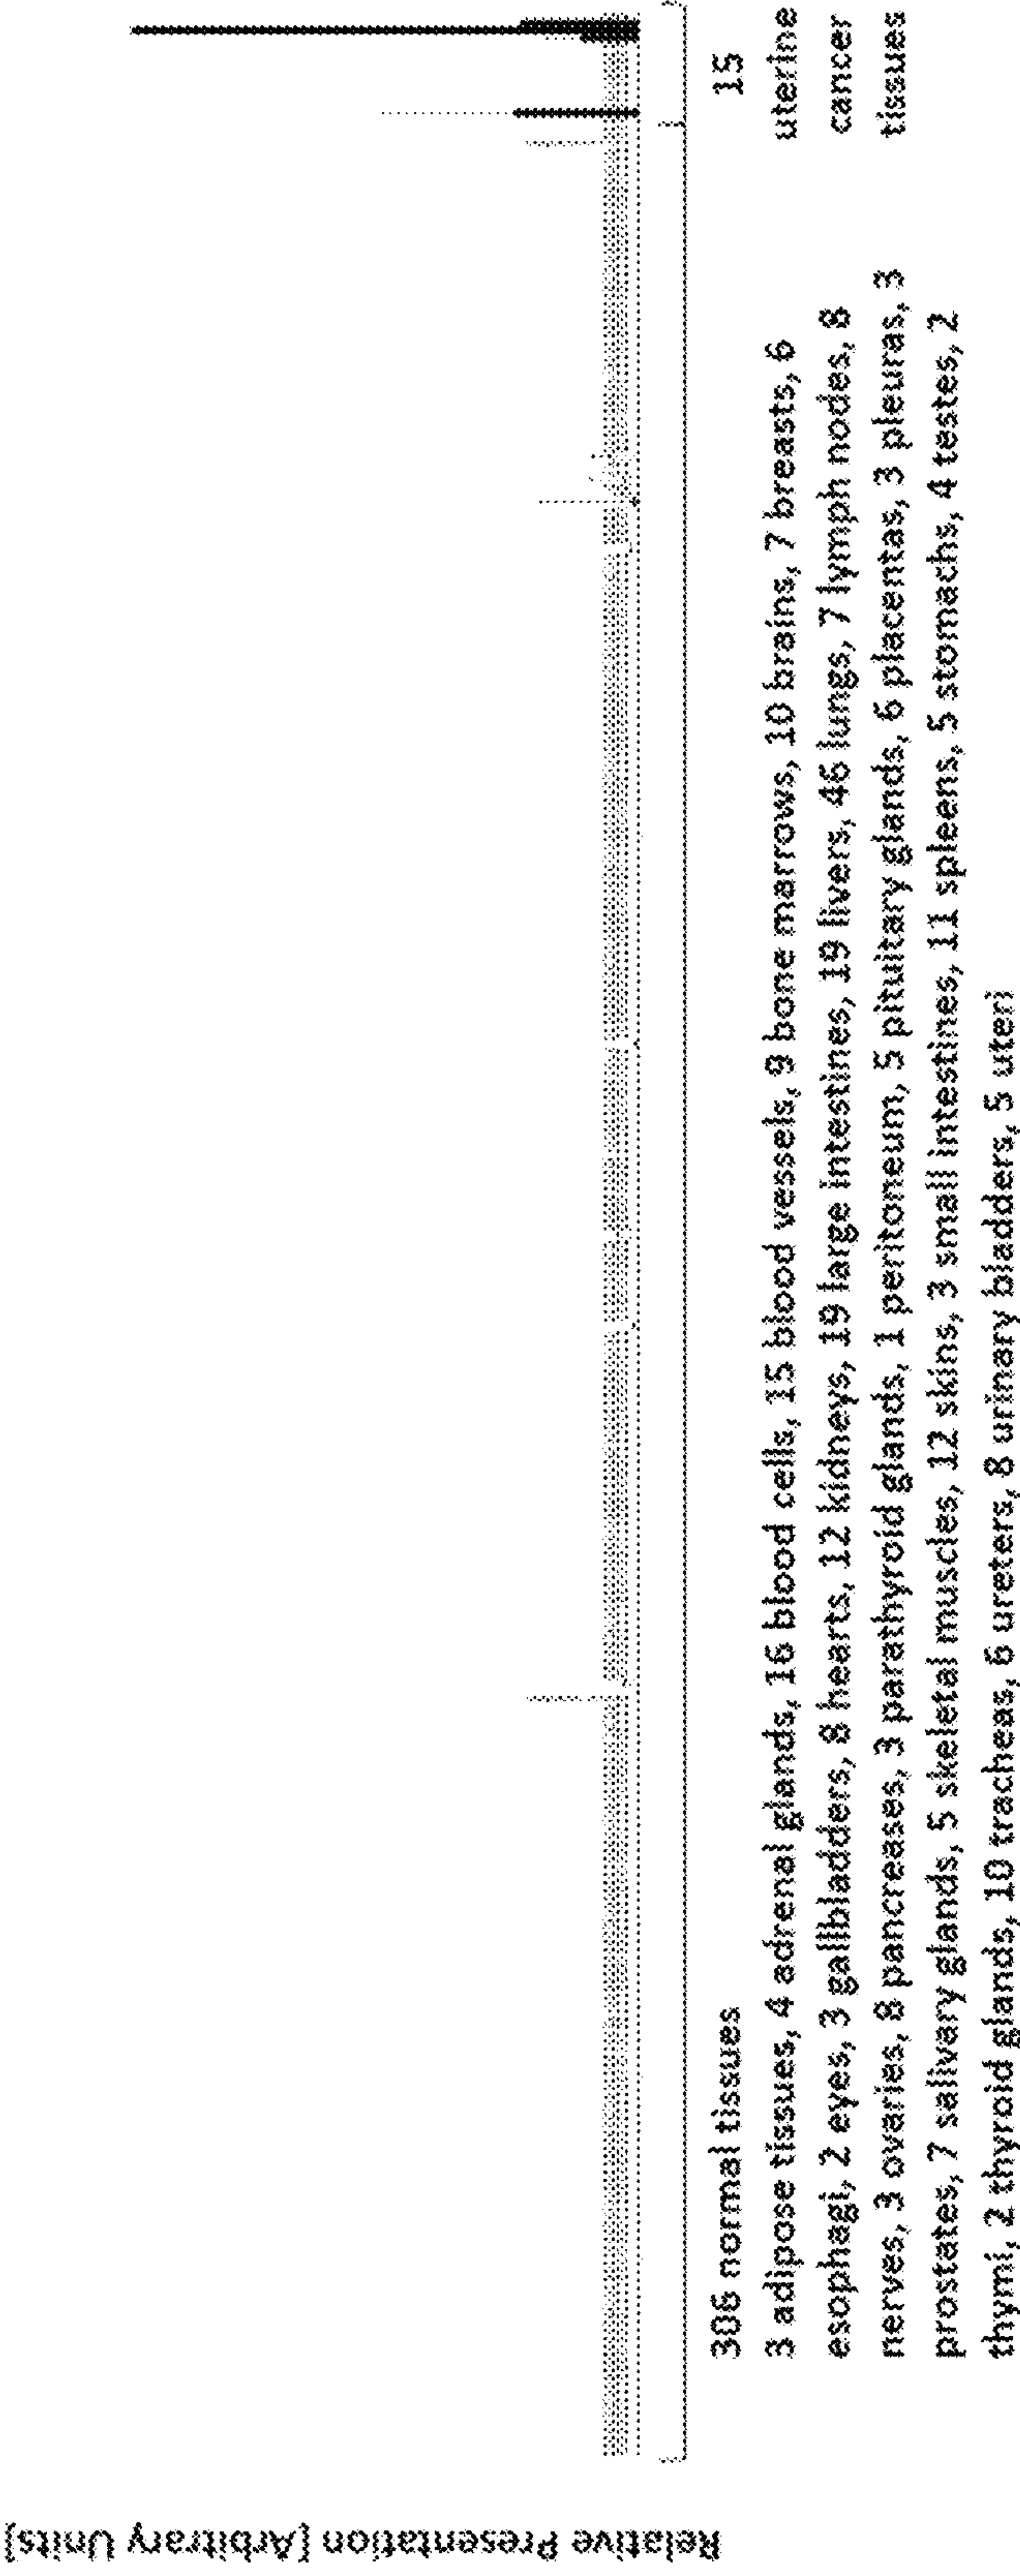 Relative Presentation [Arbitrary Units]
306 normal tissues
3 adipose tissues, 4 adrenal glands, 16 blood cells, 15 blood vessels, 9 bone marrows, 10 brains, 7 breasts, 6
esophagi, 2 eyes, 3 gallbladders, 8 hearts, 12 kidneys, 19 large intestines, 19 livers, 46 lungs, 7 lymph nodes, 8
nerves, 3 ovaries, 8 pancreases, 3 parathyroid glands, 1 peritoneum, 5 pituitary glands, 6 placentas, 3 pleuras, 3
prostates, 7 salivary glands, 5 skeletal muscles, 12 skins, 3 small intestines, 11 spleens, 5 stomachs, 4 testes, 2
thymi, 2 thyroid glands, 10 tracheas, 6 ureters, 8 urinary bladders, 5 uteri
15
uterine
cancer
tissues